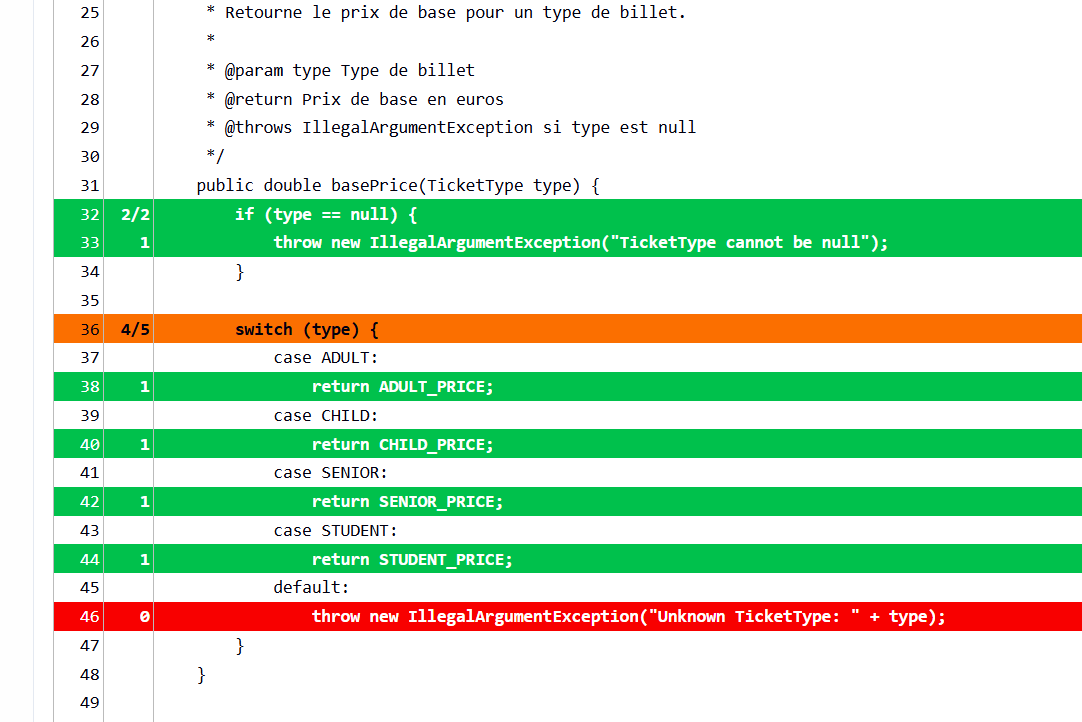 25 * Retourne le prix de base pour un type de billet.
26 *
27 * @param type Type de billet
28 * @return Prix de base en euros
29 * @throws IllegalArgumentException si type est null
30 */
31 public double basePrice(TicketType type) {
32 2/2 if (type == null) {
33 1 throw new IllegalArgumentException("TicketType cannot be null");
34 }
35
36 4/5 switch (type) {
37 case ADULT:
38 1 return ADULT_PRICE;
39 case CHILD:
40 1 return CHILD_PRICE;
41 case SENIOR:
42 1 return SENIOR_PRICE;
43 case STUDENT:
44 1 return STUDENT_PRICE;
45 default:
46 0 throw new IllegalArgumentException("Unknown TicketType: " + type);
47 }
48 }
49